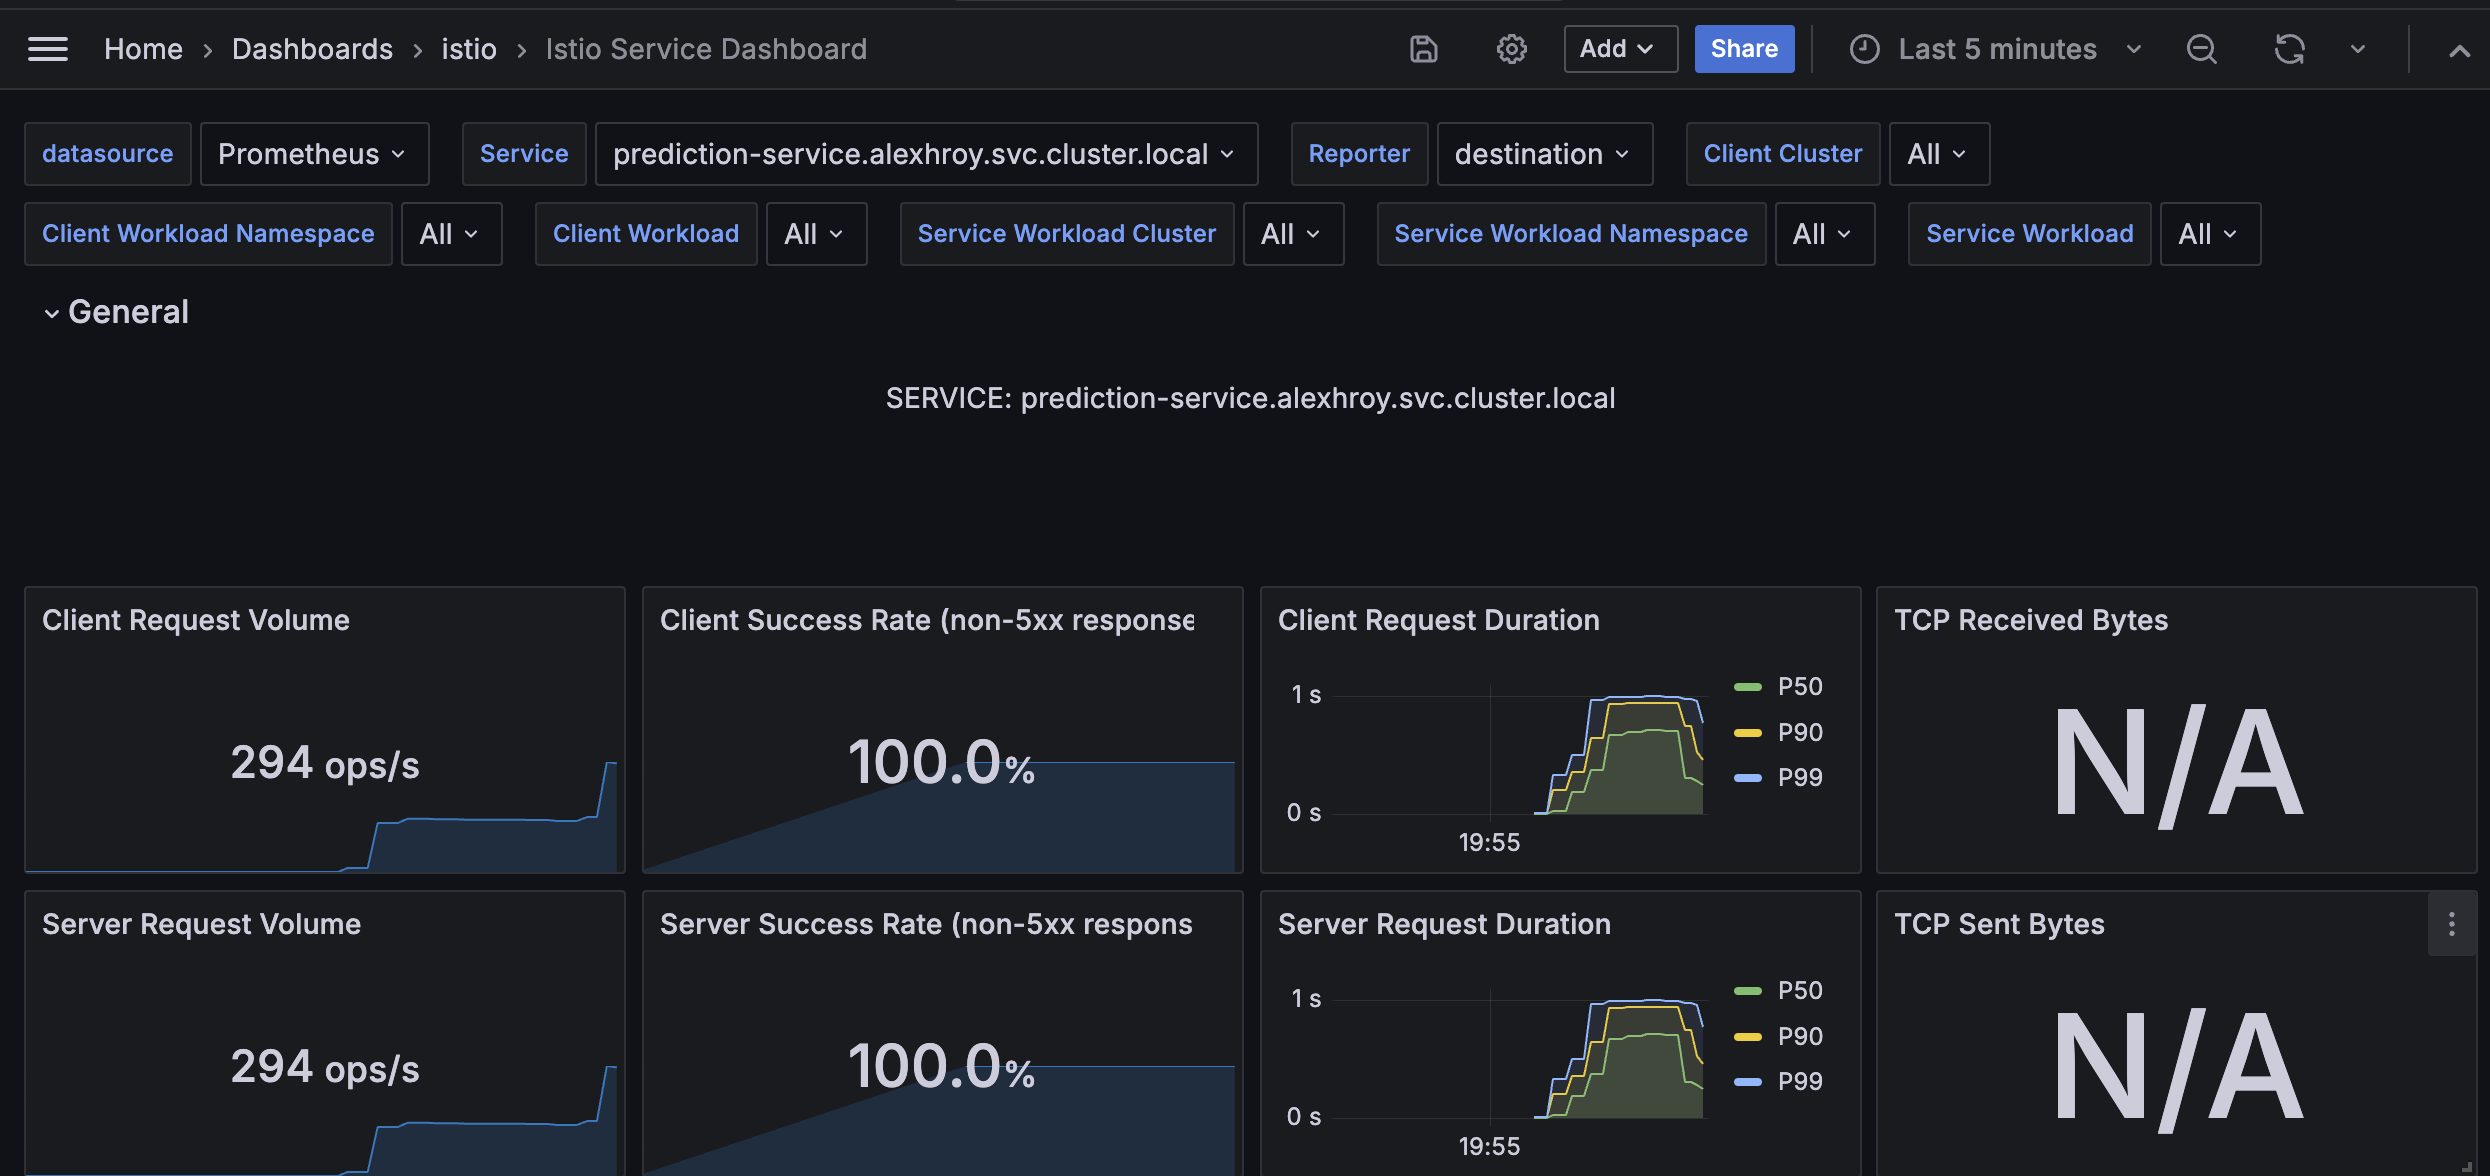 Home › Dashboards › istio › Istio Service Dashboard Add Share Last 5 minutes
datasource Prometheus Service prediction-service.alexhroy.svc.cluster.local Reporter destination Client Cluster All
Client Workload Namespace All Client Workload All Service Workload Cluster All Service Workload Namespace All Service Workload All
General
SERVICE: prediction-service.alexhroy.svc.cluster.local
Client Request Volume
294 ops/s
Client Success Rate (non-5xx response
100.0%
Client Request Duration
1 s
0 s
19:55
P50
P90
P99
TCP Received Bytes
N/A
Server Request Volume
294 ops/s
Server Success Rate (non-5xx respons
100.0%
Server Request Duration
1 s
0 s
19:55
P50
P90
P99
TCP Sent Bytes
N/A